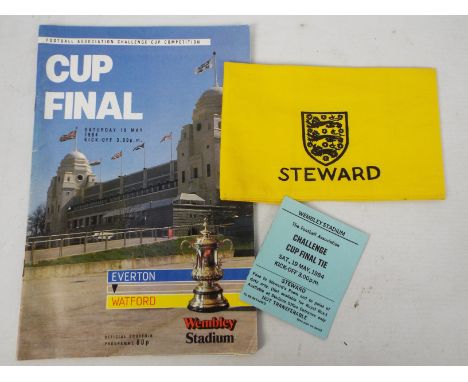 FOOTBALL ASSOCIATION CHALLENGE CUP COMPETITION
CUP
FINAL
SATURDAY 19 MAY
1984
KICK-OFF 3.00p.m.
EVERTON
WATFORD
OFFICIAL SOUVENIR
PROGRAMME 80p
Wembley
Stadium
STEWARD
WEMBLEY STADIUM
The Football Association
CHALLENGE
CUP FINAL TIE
SAT., 19 MAY, 1984
KICK-OFF 3.00p.m.
STEWARD
NOT TRANSFERABLE